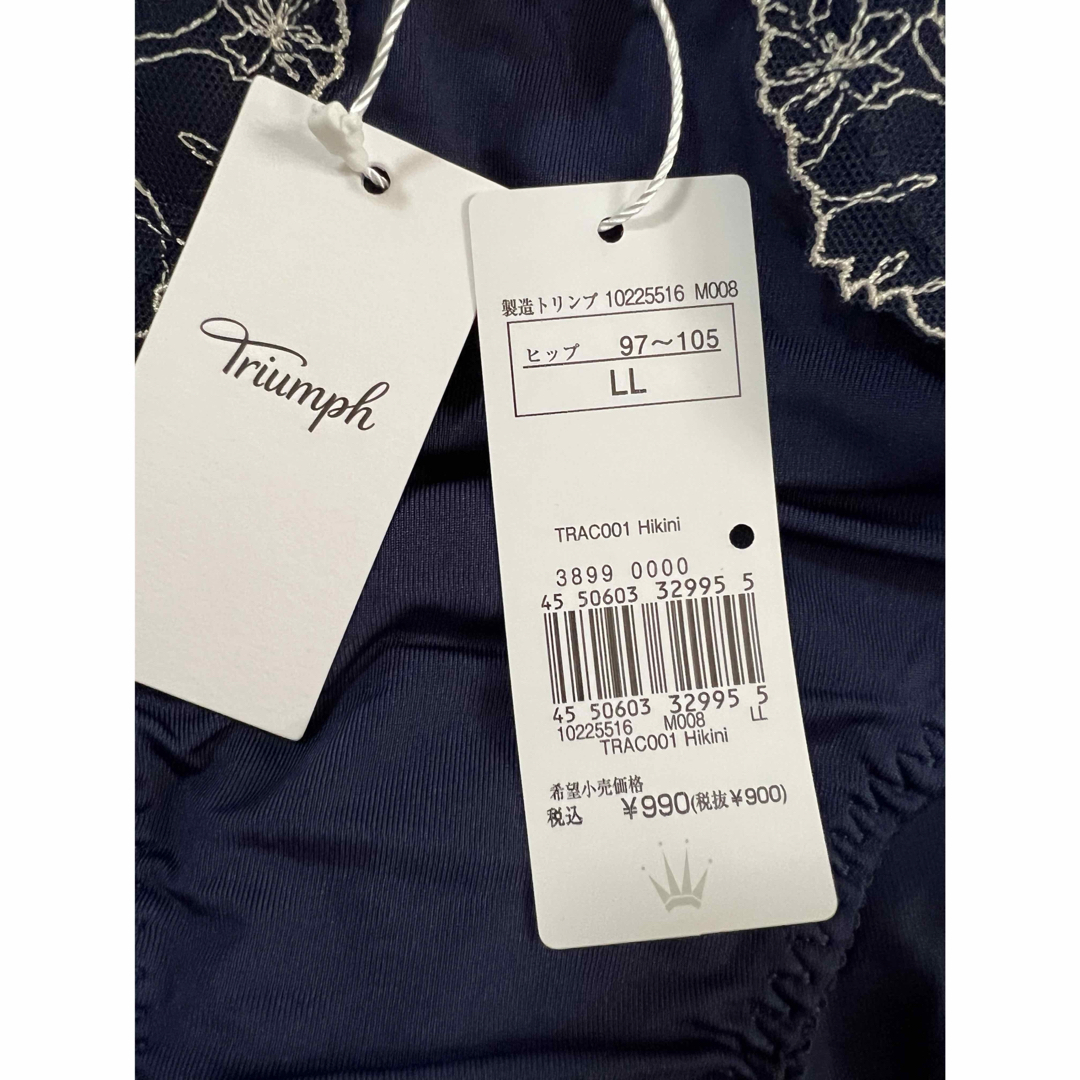 Triumph
製造トリンプ 10225516 M008
ヒップ 97～105
LL
TRAC001 Hikini
3899 0000
45 50603 32995 5
45 50603 32995 5
10225516 M008 LL
TRAC001 Hikini
希望小売価格
税込 ¥990(税抜¥900)